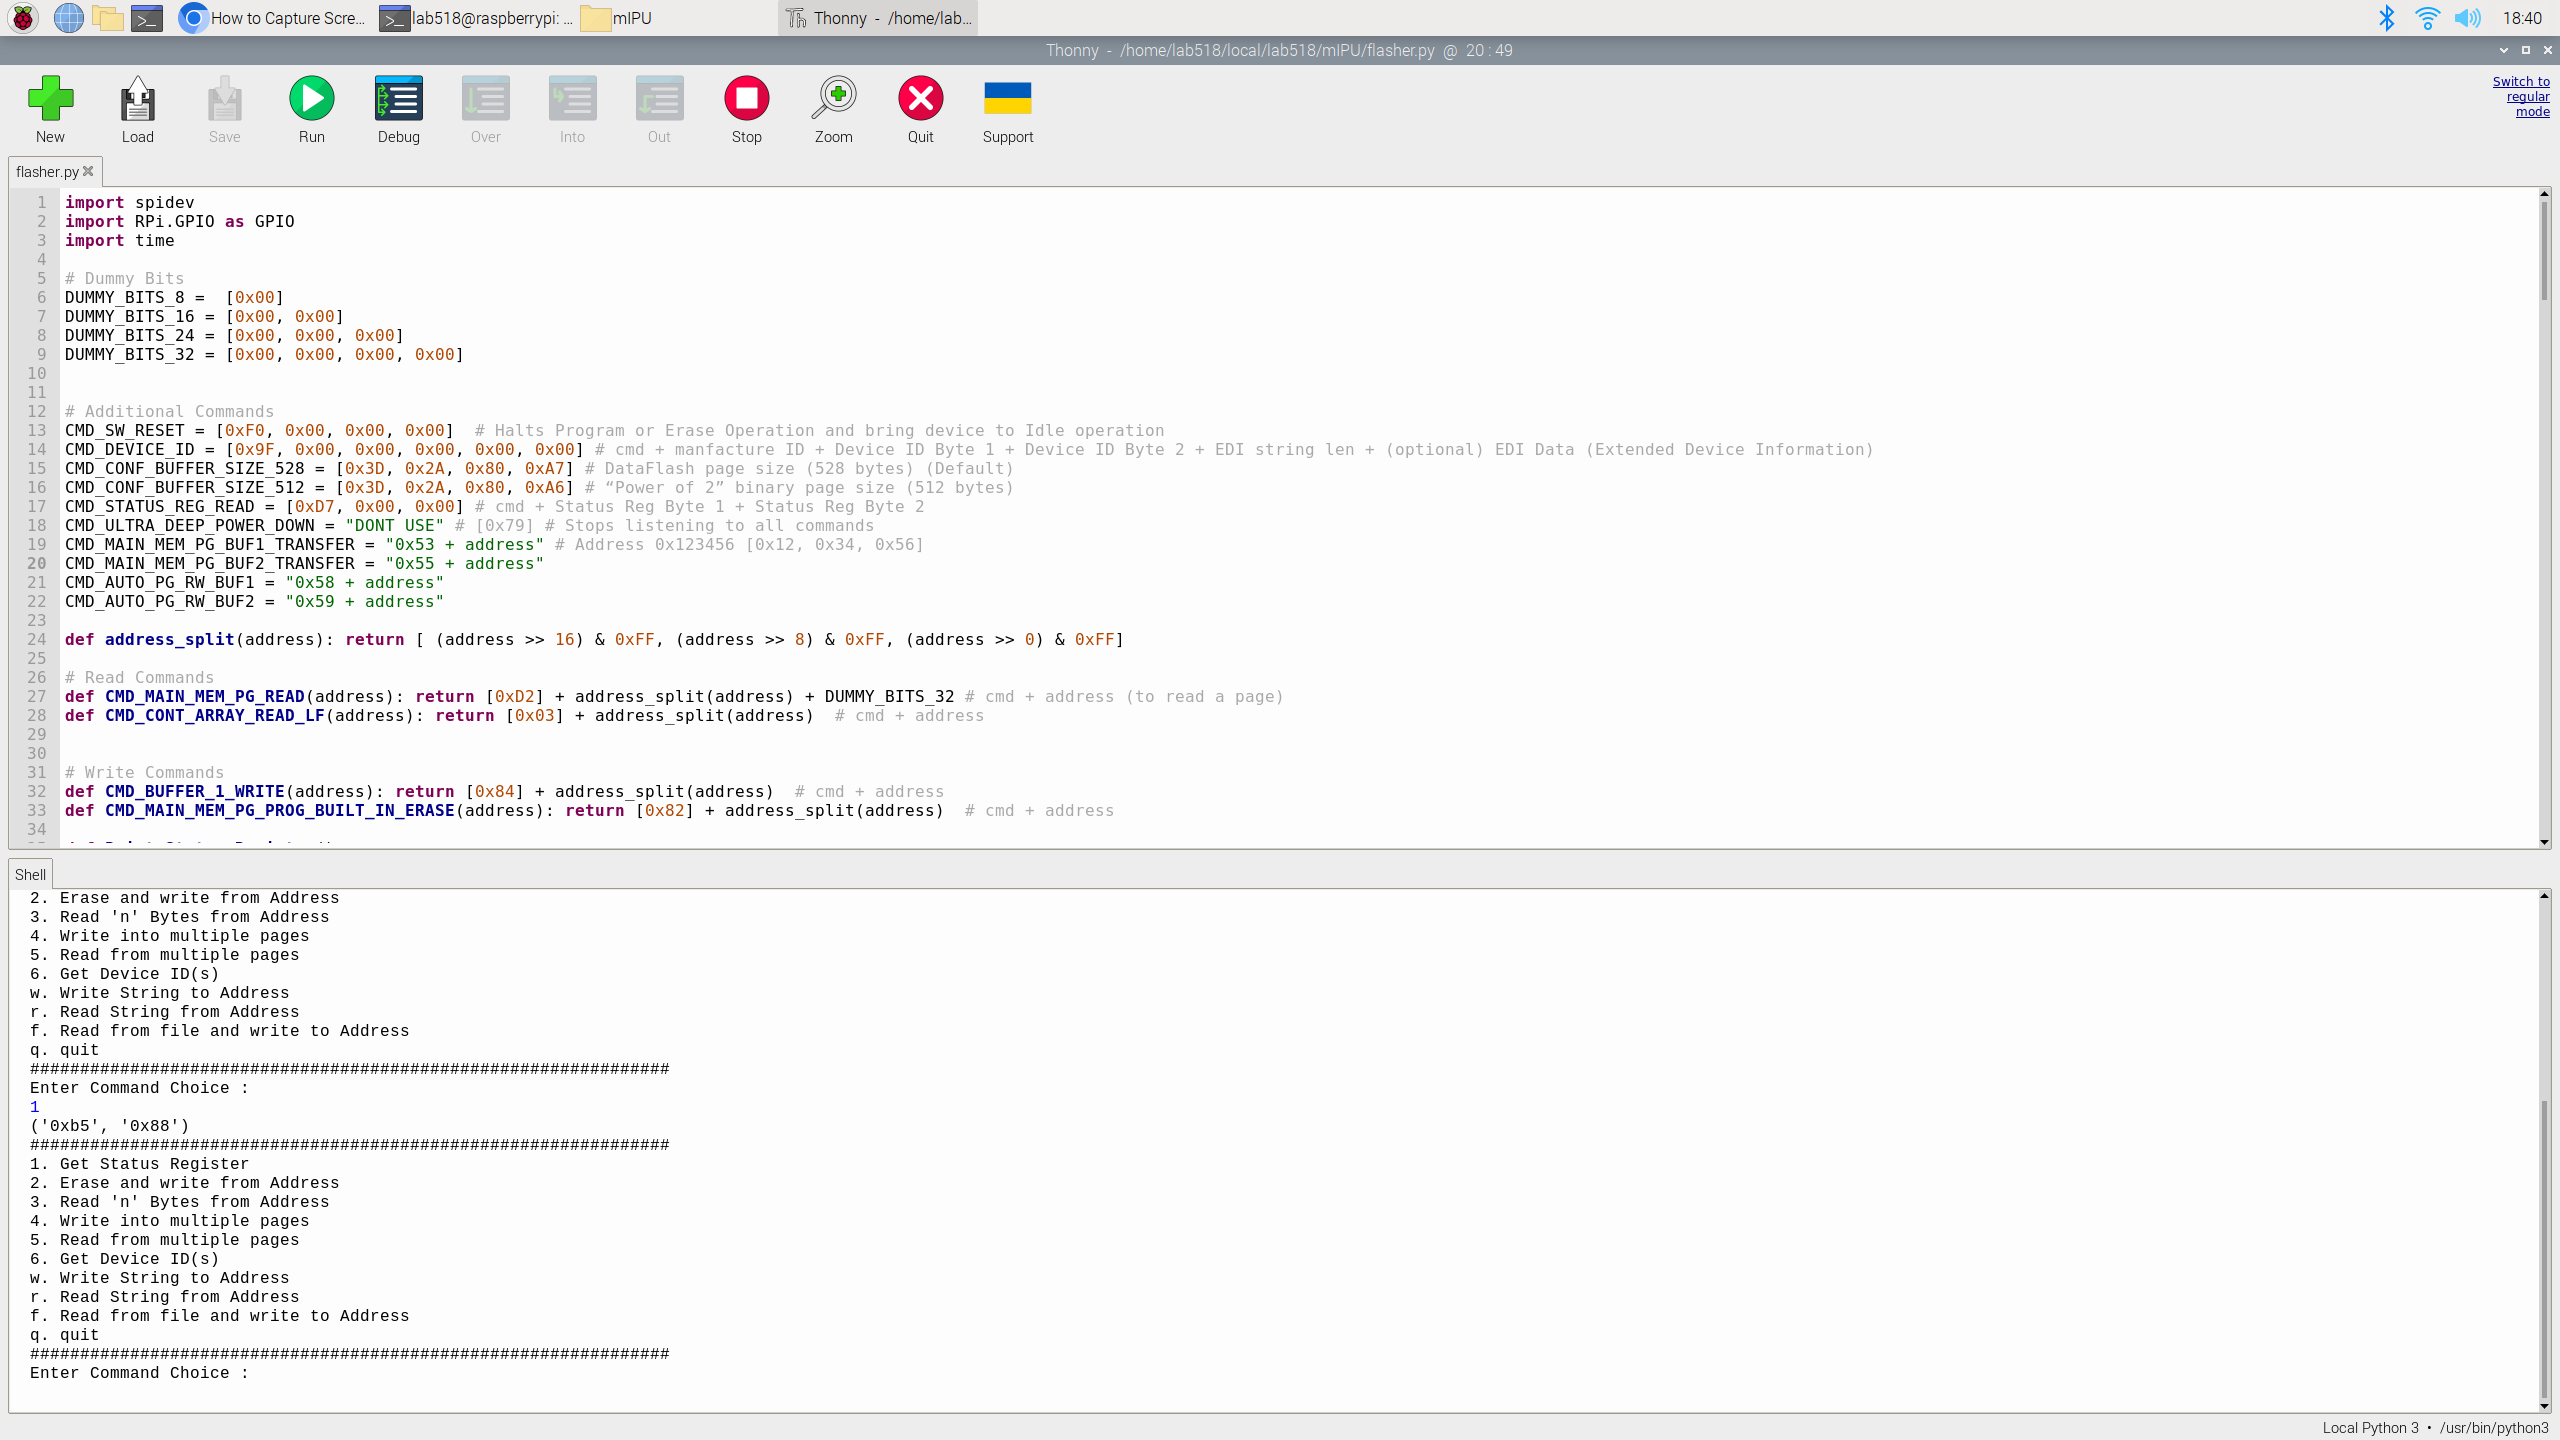 How to Capture Scre...
lab518@raspberrypi: ...
mIPU
Thonny - /home/lab...
18:40
Thonny - /home/lab518/local/lab518/mIPU/flasher.py @ 20 : 49
New
Load
Save
Run
Debug
Over
Into
Out
Stop
Zoom
Quit
Support
Switch to
regular
mode
flasher.py
1 import spidev
2 import RPi.GPIO as GPIO
3 import time
4
5 # Dummy Bits
6 DUMMY_BITS_8 =  [0x00]
7 DUMMY_BITS_16 = [0x00, 0x00]
8 DUMMY_BITS_24 = [0x00, 0x00, 0x00]
9 DUMMY_BITS_32 = [0x00, 0x00, 0x00, 0x00]
10
11
12 # Additional Commands
13 CMD_SW_RESET = [0xF0, 0x00, 0x00, 0x00]  # Halts Program or Erase Operation and bring device to Idle operation
14 CMD_DEVICE_ID = [0x9F, 0x00, 0x00, 0x00, 0x00, 0x00] # cmd + manfacture ID + Device ID Byte 1 + Device ID Byte 2 + EDI string len + (optional) EDI Data (Extended Device Information)
15 CMD_CONF_BUFFER_SIZE_528 = [0x3D, 0x2A, 0x80, 0xA7] # DataFlash page size (528 bytes) (Default)
16 CMD_CONF_BUFFER_SIZE_512 = [0x3D, 0x2A, 0x80, 0xA6] # “Power of 2” binary page size (512 bytes)
17 CMD_STATUS_REG_READ = [0xD7, 0x00, 0x00] # cmd + Status Reg Byte 1 + Status Reg Byte 2
18 CMD_ULTRA_DEEP_POWER_DOWN = "DONT USE" # [0x79] # Stops listening to all commands
19 CMD_MAIN_MEM_PG_BUF1_TRANSFER = "0x53 + address" # Address 0x123456 [0x12, 0x34, 0x56]
20 CMD_MAIN_MEM_PG_BUF2_TRANSFER = "0x55 + address"
21 CMD_AUTO_PG_RW_BUF1 = "0x58 + address"
22 CMD_AUTO_PG_RW_BUF2 = "0x59 + address"
23
24 def address_split(address): return [ (address >> 16) & 0xFF, (address >> 8) & 0xFF, (address >> 0) & 0xFF]
25
26 # Read Commands
27 def CMD_MAIN_MEM_PG_READ(address): return [0xD2] + address_split(address) + DUMMY_BITS_32 # cmd + address (to read a page)
28 def CMD_CONT_ARRAY_READ_LF(address): return [0x03] + address_split(address)  # cmd + address
29
30
31 # Write Commands
32 def CMD_BUFFER_1_WRITE(address): return [0x84] + address_split(address)  # cmd + address
33 def CMD_MAIN_MEM_PG_PROG_BUILT_IN_ERASE(address): return [0x82] + address_split(address)  # cmd + address
34
Shell
2. Erase and write from Address
3. Read 'n' Bytes from Address
4. Write into multiple pages
5. Read from multiple pages
6. Get Device ID(s)
w. Write String to Address
r. Read String from Address
f. Read from file and write to Address
q. quit
################################################################
Enter Command Choice :
1
('0xb5', '0x88')
################################################################
1. Get Status Register
2. Erase and write from Address
3. Read 'n' Bytes from Address
4. Write into multiple pages
5. Read from multiple pages
6. Get Device ID(s)
w. Write String to Address
r. Read String from Address
f. Read from file and write to Address
q. quit
################################################################
Enter Command Choice :
Local Python 3 • /usr/bin/python3